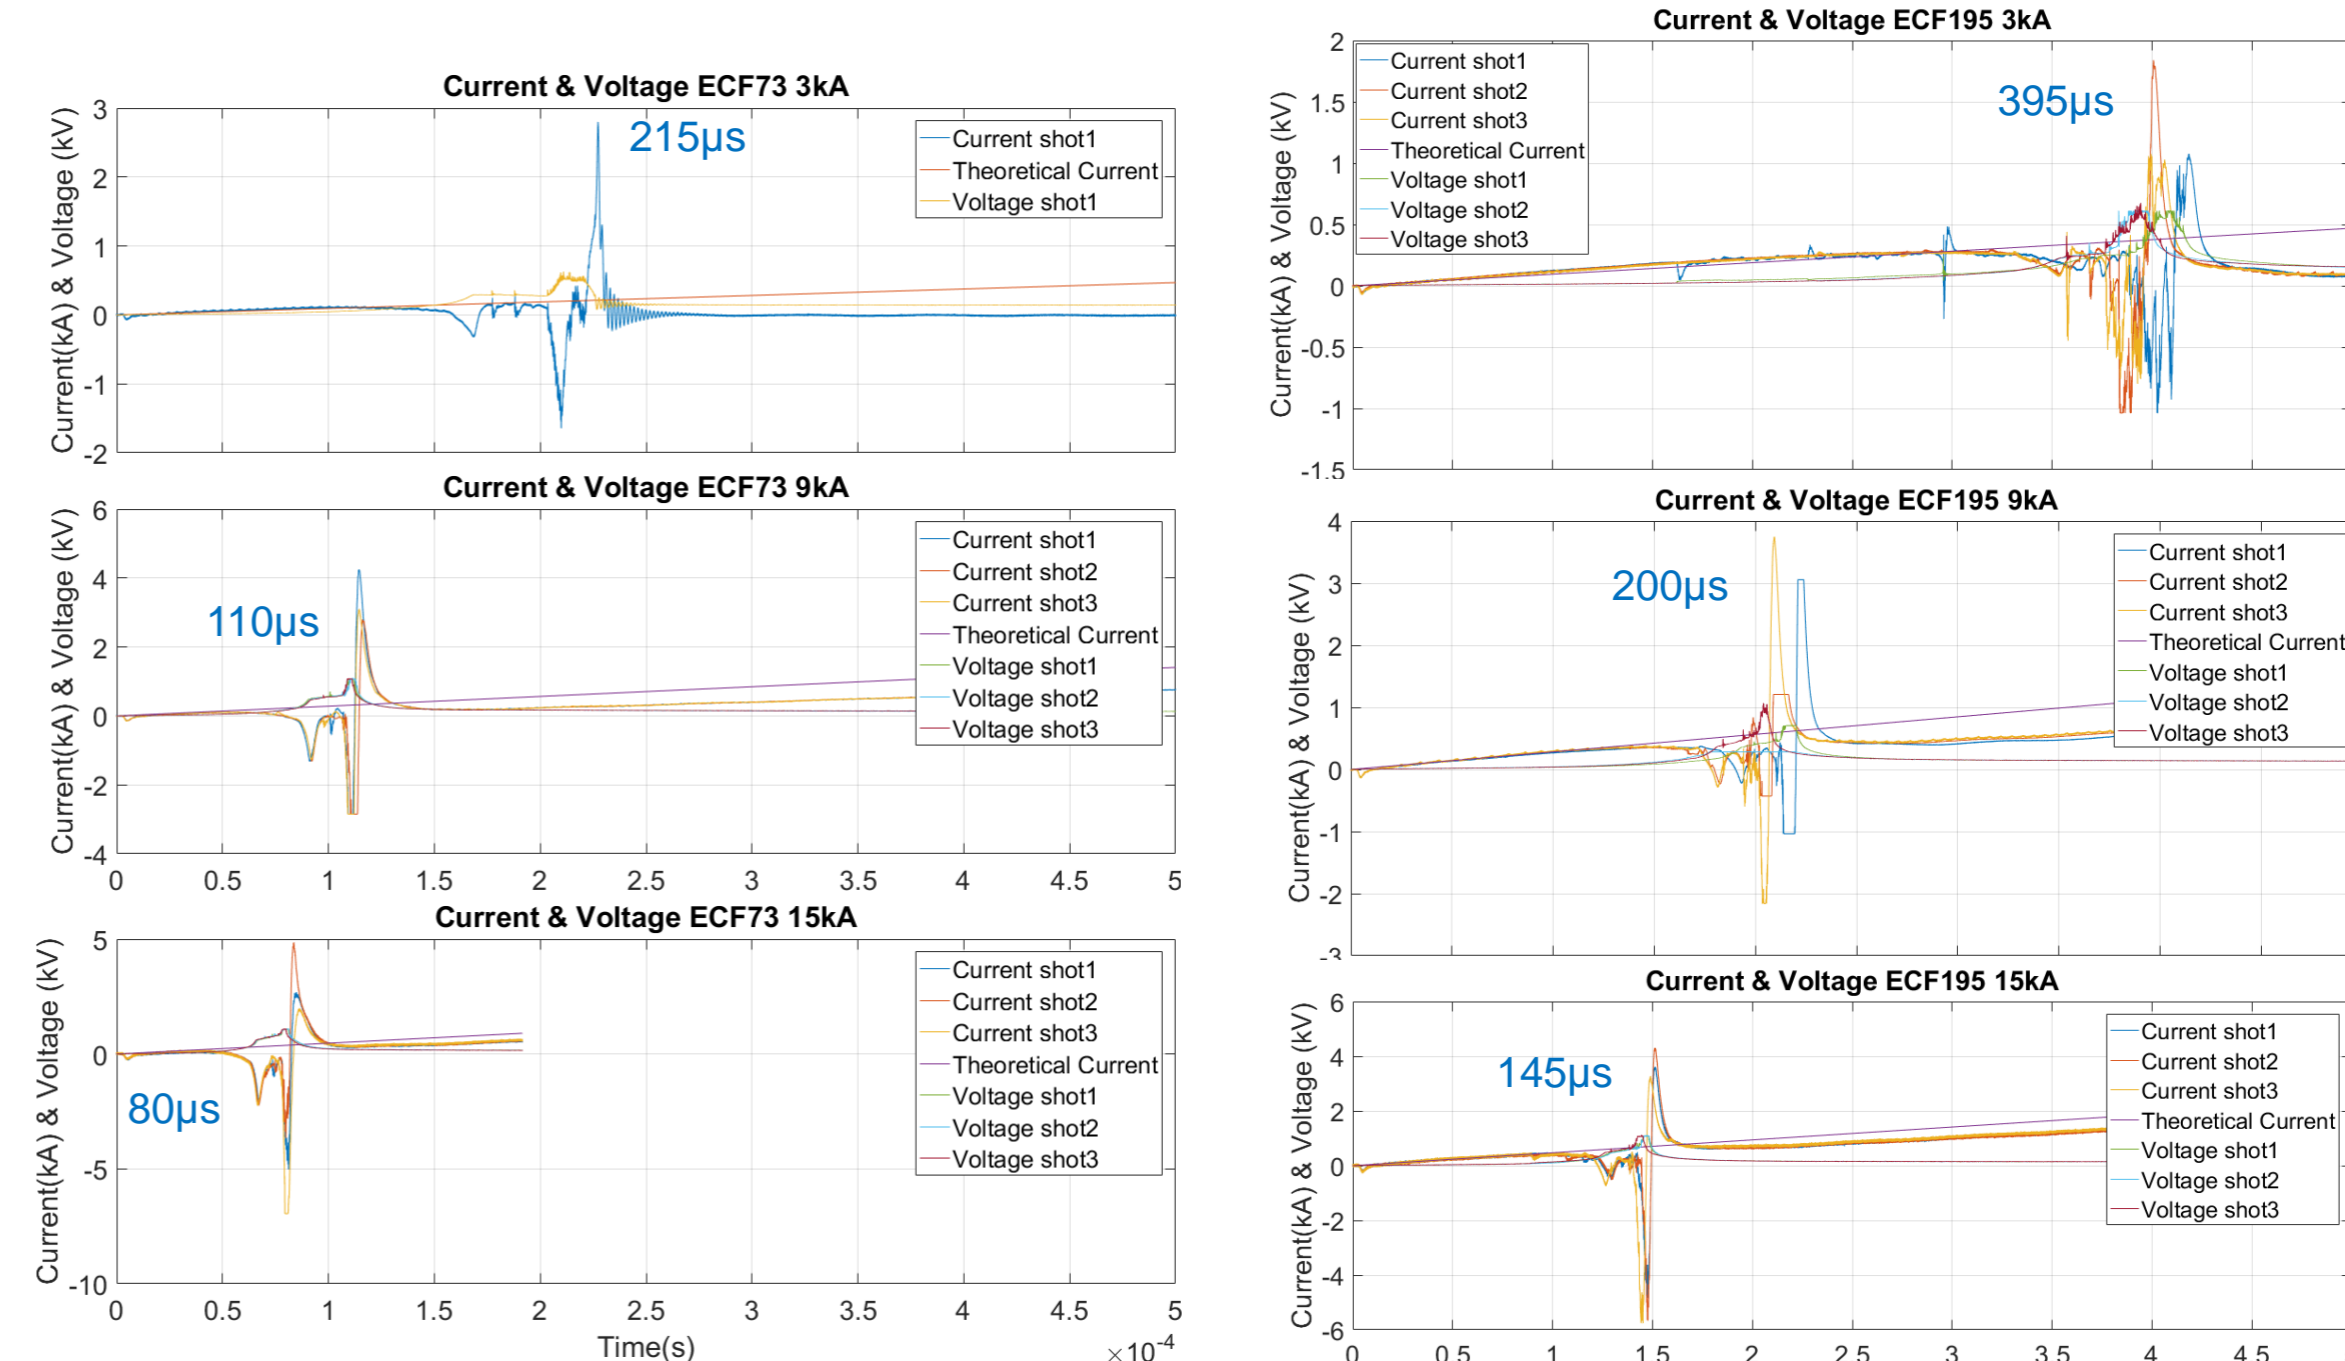 Current & Voltage ECF73 3kA
Current(kA) & Voltage (kV)
3
2
1
0
-1
-2
215µs
Current shot1
Theoretical Current
Voltage shot1
Current & Voltage ECF73 9kA
Current(kA) & Voltage (kV)
6
4
2
0
-2
-4
110µs
Current shot1
Current shot2
Current shot3
Theoretical Current
Voltage shot1
Voltage shot2
Voltage shot3
0 0.5 1 1.5 2 2.5 3 3.5 4 4.5 5
Current & Voltage ECF73 15kA
Current(kA) & Voltage (kV)
5
0
-5
-10
80µs
Current shot1
Current shot2
Current shot3
Theoretical Current
Voltage shot1
Voltage shot2
Voltage shot3
0 0.5 1 1.5 2 2.5 3 3.5 4 4.5 5
Time(s)
×10-4
Current & Voltage ECF195 3kA
Current(kA) & Voltage (kV)
2
1.5
1
0.5
0
-0.5
-1
-1.5
Current shot1
Current shot2
Current shot3
Theoretical Current
Voltage shot1
Voltage shot2
Voltage shot3
395µs
Current & Voltage ECF195 9kA
Current(kA) & Voltage (kV)
4
3
2
1
0
-1
-2
-3
200µs
Current shot1
Current shot2
Current shot3
Theoretical Current
Voltage shot1
Voltage shot2
Voltage shot3
Current & Voltage ECF195 15kA
Current(kA) & Voltage (kV)
6
4
2
0
-2
-4
-6
145µs
Current shot1
Current shot2
Current shot3
Theoretical Current
Voltage shot1
Voltage shot2
Voltage shot3
0 0.5 1 1.5 2 2.5 3 3.5 4 4.5